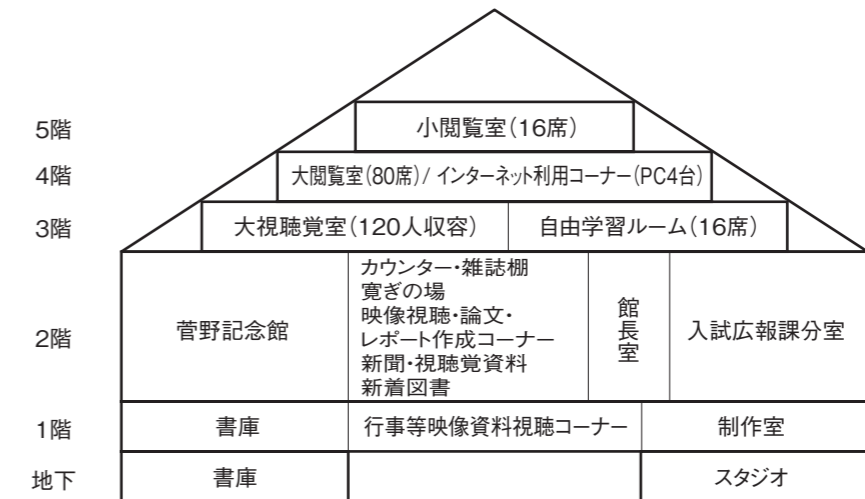 5階
小閲覧室(16席)
4階
大閲覧室(80席)/ インターネット利用コーナー(PC4台)
3階
大視聴覚室(120人収容)
自由学習ルーム(16席)
2階
菅野記念館
カウンター・雑誌棚
寛ぎの場
映像視聴・論文・
レポート作成コーナー
新聞・視聴覚資料
新着図書
館長室
入試広報課分室
1階
書庫
行事等映像資料視聴コーナー
制作室
地下
書庫
スタジオ